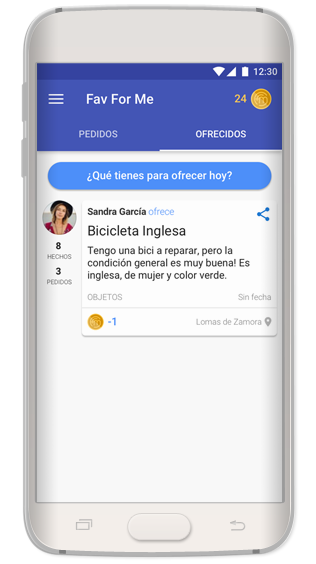 12:30
Fav For Me
24
PEDIDOS
OFRECIDOS
¿Qué tienes para ofrecer hoy?
8
HECHOS
3
PEDIDOS
Sandra García ofrece
Bicicleta Inglesa
Tengo una bici a reparar, pero la
condición general es muy buena! Es
inglesa, de mujer y color verde.
OBJETOS
Sin fecha
-1
Lomas de Zamora